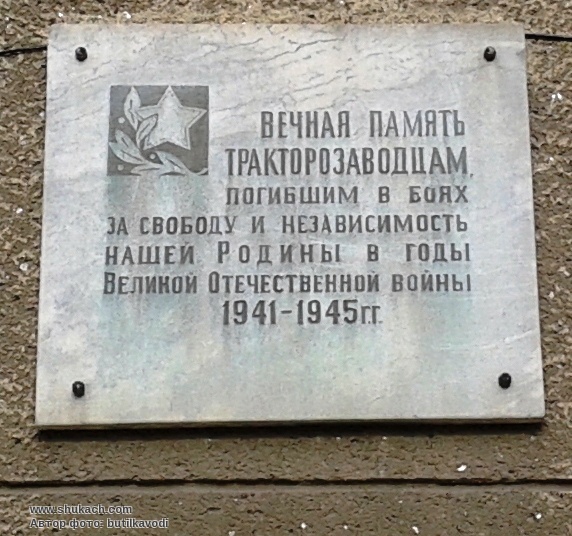 ВЕЧНАЯ ПАМЯТЬ
ТРАКТОРОЗАВОДЦАМ,
ПОГИБШИМ В БОЯХ
ЗА СВОБОДУ И НЕЗАВИСИМОСТЬ
НАШЕЙ РОДИНЫ В ГОДЫ
ВЕЛИКОЙ ОТЕЧЕСТВЕННОЙ ВОЙНЫ
1941-1945гг.
www.shukach.com
Автор фото: butilkavodi